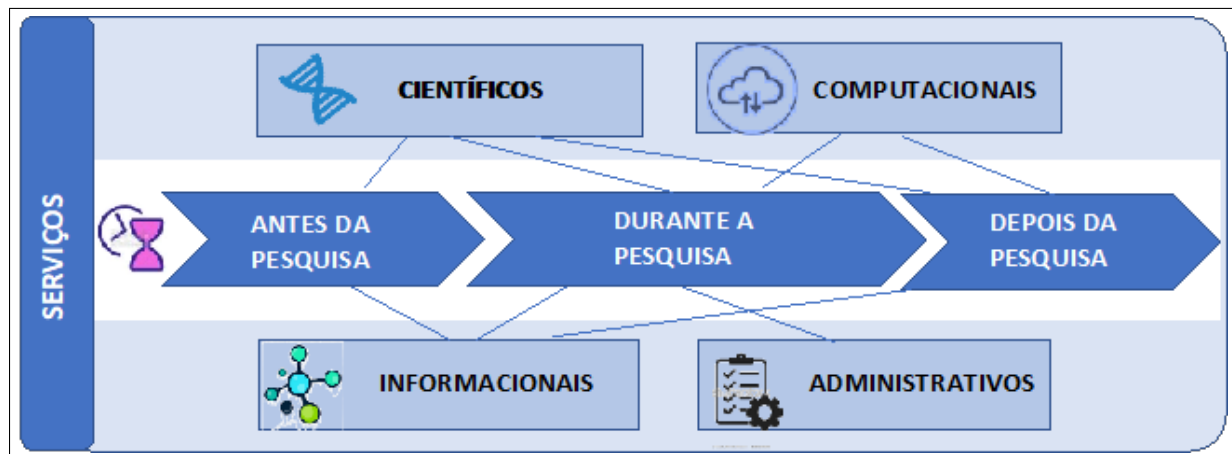 SERVIÇOS
CIENTÍFICOS
COMPUTACIONAIS
ANTES DA
PESQUISA
DURANTE A
PESQUISA
DEPOIS DA
PESQUISA
INFORMACIONAIS
ADMINISTRATIVOS